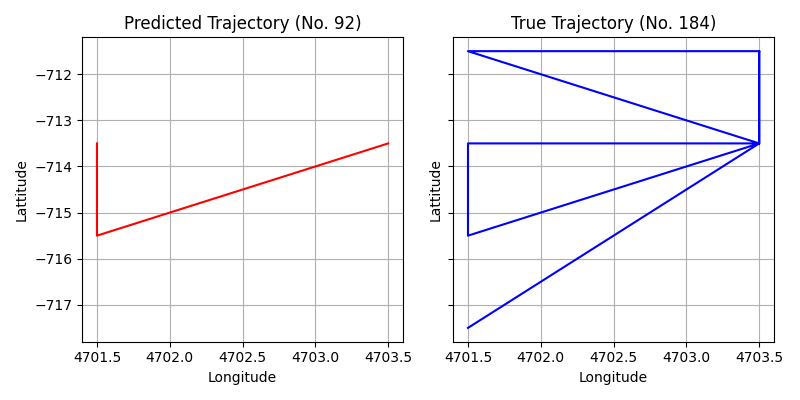 Predicted Trajectory (No. 92)
True Trajectory (No. 184)
−712
−713
−714
−715
−716
−717
Lattitude
Lattitude
4701.5 4702.0 4702.5 4703.0 4703.5
4701.5 4702.0 4702.5 4703.0 4703.5
Longitude
Longitude